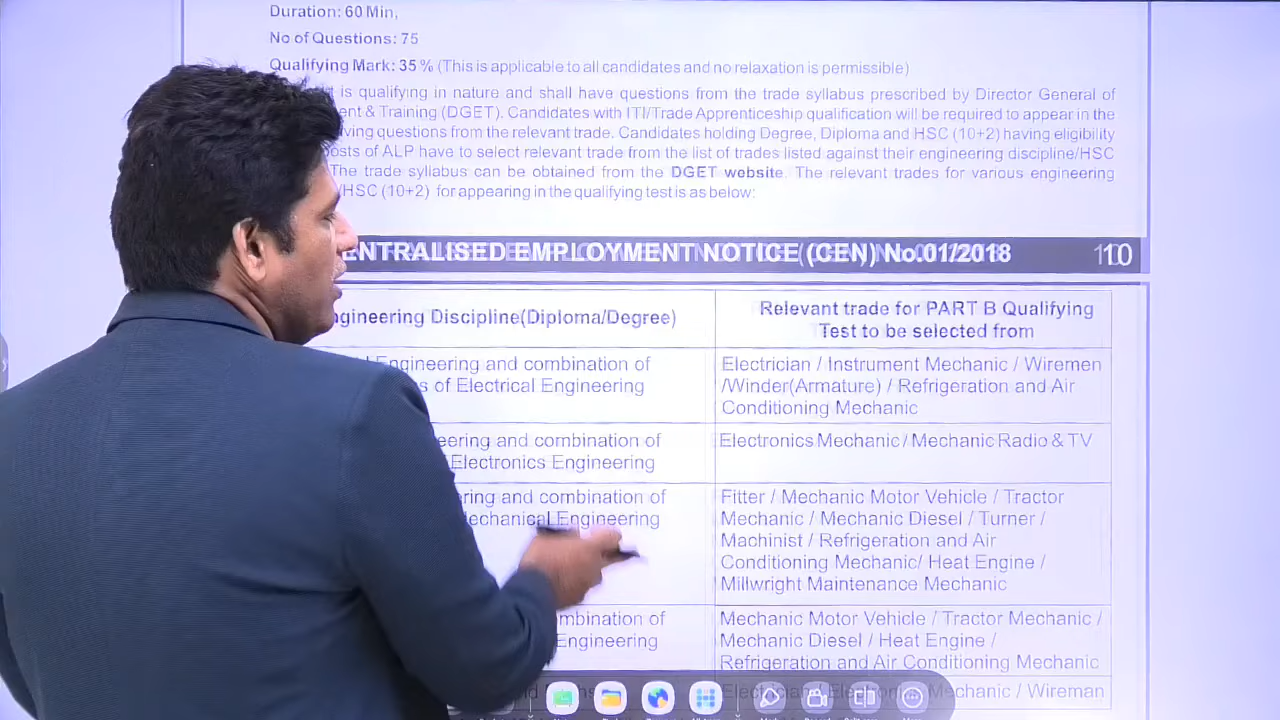 Duration: 60 Min,
No of Questions: 75
Qualifying Mark: 35 % (This is applicable to all candidates and no relaxation is permissible)
is qualifying in nature and shall have questions from the trade syllabus prescribed by Director General of
& Training (DGET). Candidates with ITI/Trade Apprenticeship qualification will be required to appear in the
questions from the relevant trade. Candidates holding Degree, Diploma and HSC (10+2) having eligibility
of ALP have to select relevant trade from the list of trades listed against their engineering discipline/HSC
The trade syllabus can be obtained from the DGET website. The relevant trades for various engineering
/HSC (10+2) for appearing in the qualifying test is as below:
ENTRALISED EMPLOYMENT NOTICE (CEN) No.01/2018
gineering Discipline(Diploma/Degree)
Relevant trade for PART B Qualifying
Test to be selected from
Engineering and combination of
of Electrical Engineering
Electrician / Instrument Mechanic / Wiremen
/Winder(Armature) / Refrigeration and Air
Conditioning Mechanic
eering and combination of
Electronics Engineering
Electronics Mechanic / Mechanic Radio & TV
ring and combination of
Mechanical Engineering
Fitter / Mechanic Motor Vehicle / Tractor
Mechanic / Mechanic Diesel / Turner /
Machinist / Refrigeration and Air
Conditioning Mechanic/ Heat Engine /
Millwright Maintenance Mechanic
mbination of
Engineering
Mechanic Motor Vehicle / Tractor Mechanic /
Mechanic Diesel / Heat Engine /
Refrigeration and Air Conditioning Mechanic
Mechanic / Wireman